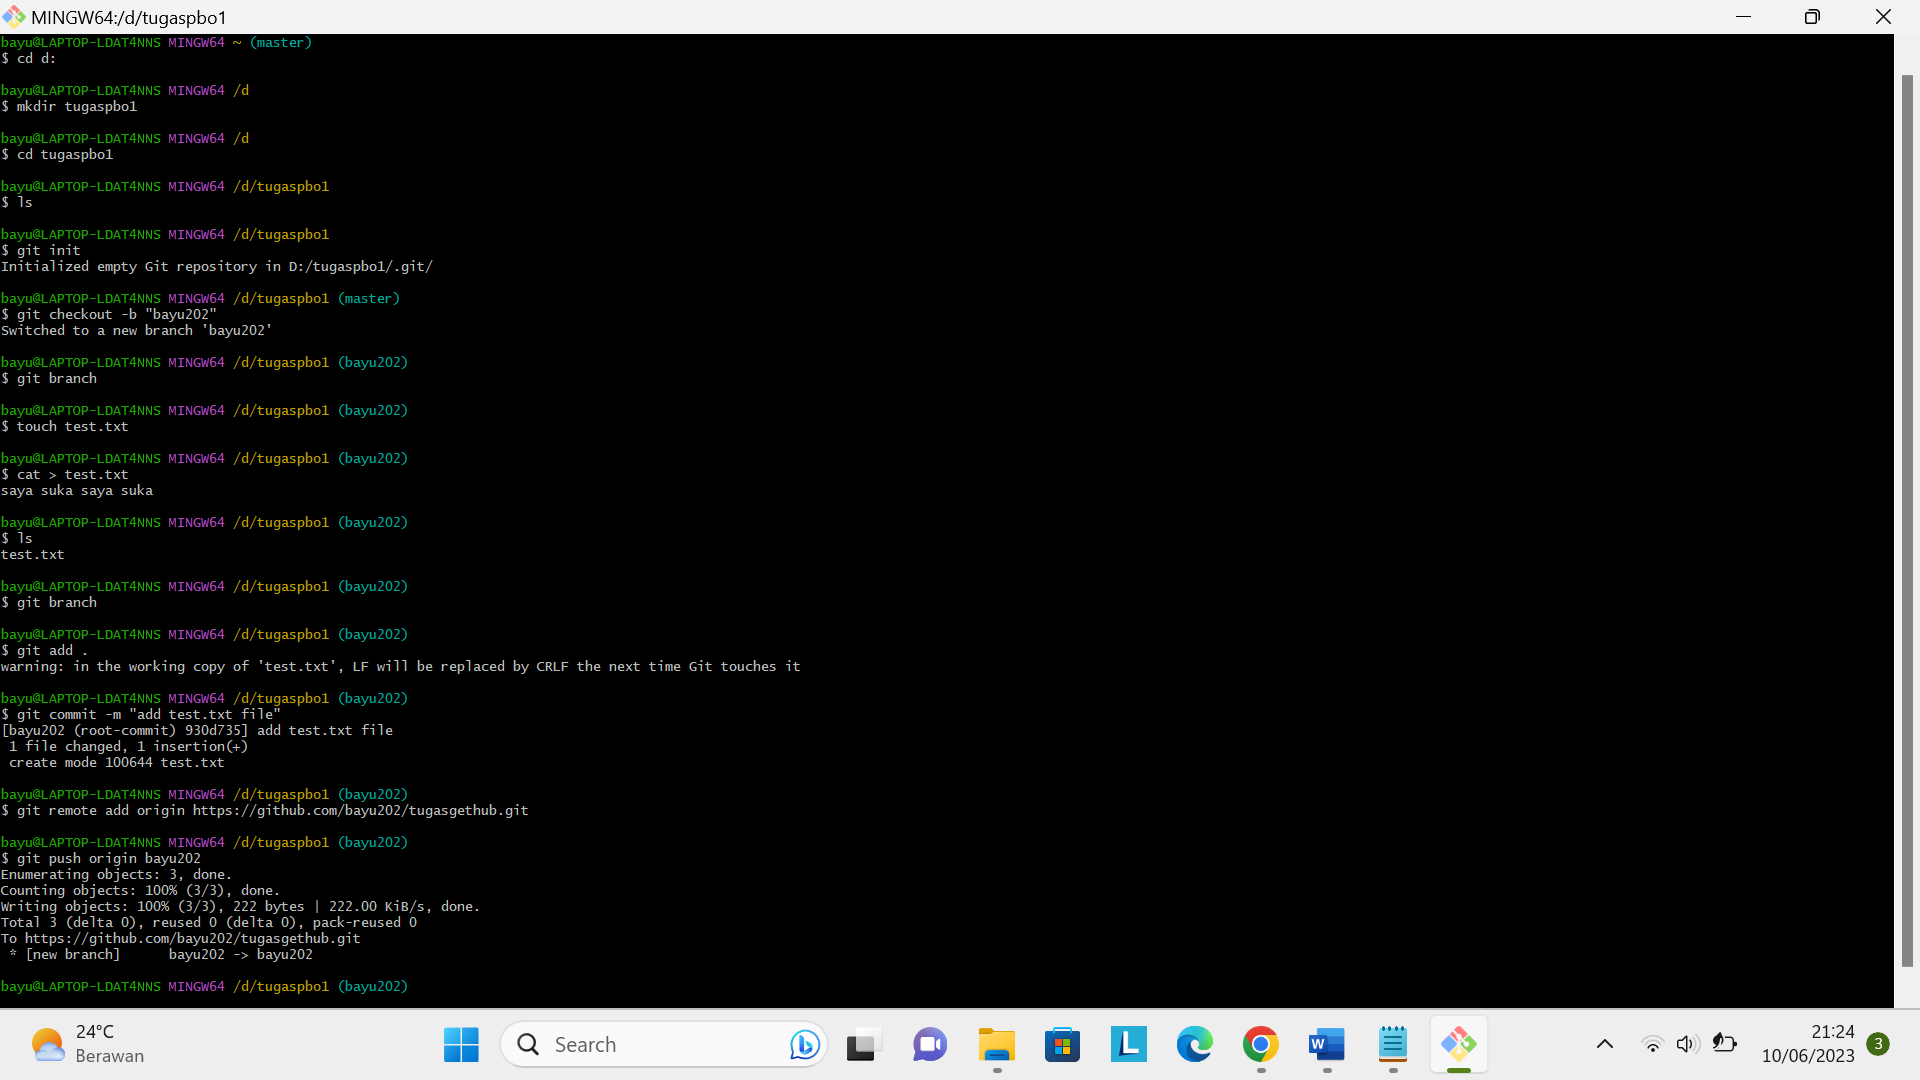 MINGW64:/d/tugaspbo1
bayu@LAPTOP-LDAT4NNS MINGW64 ~ (master)
$ cd d:
bayu@LAPTOP-LDAT4NNS MINGW64 /d
$ mkdir tugaspbo1
bayu@LAPTOP-LDAT4NNS MINGW64 /d
$ cd tugaspbo1
bayu@LAPTOP-LDAT4NNS MINGW64 /d/tugaspbo1
$ ls
bayu@LAPTOP-LDAT4NNS MINGW64 /d/tugaspbo1
$ git init
Initialized empty Git repository in D:/tugaspbo1/.git/
bayu@LAPTOP-LDAT4NNS MINGW64 /d/tugaspbo1 (master)
$ git checkout -b "bayu202"
Switched to a new branch 'bayu202'
bayu@LAPTOP-LDAT4NNS MINGW64 /d/tugaspbo1 (bayu202)
$ git branch
bayu@LAPTOP-LDAT4NNS MINGW64 /d/tugaspbo1 (bayu202)
$ touch test.txt
bayu@LAPTOP-LDAT4NNS MINGW64 /d/tugaspbo1 (bayu202)
$ cat > test.txt
saya suka saya suka
bayu@LAPTOP-LDAT4NNS MINGW64 /d/tugaspbo1 (bayu202)
$ ls
test.txt
bayu@LAPTOP-LDAT4NNS MINGW64 /d/tugaspbo1 (bayu202)
$ git branch
bayu@LAPTOP-LDAT4NNS MINGW64 /d/tugaspbo1 (bayu202)
$ git add .
warning: in the working copy of 'test.txt', LF will be replaced by CRLF the next time Git touches it
bayu@LAPTOP-LDAT4NNS MINGW64 /d/tugaspbo1 (bayu202)
$ git commit -m "add test.txt file"
[bayu202 (root-commit) 930d735] add test.txt file
1 file changed, 1 insertion(+)
create mode 100644 test.txt
bayu@LAPTOP-LDAT4NNS MINGW64 /d/tugaspbo1 (bayu202)
$ git remote add origin https://github.com/bayu202/tugasgethub.git
bayu@LAPTOP-LDAT4NNS MINGW64 /d/tugaspbo1 (bayu202)
$ git push origin bayu202
Enumerating objects: 3, done.
Counting objects: 100% (3/3), done.
Writing objects: 100% (3/3), 222 bytes | 222.00 KiB/s, done.
Total 3 (delta 0), reused 0 (delta 0), pack-reused 0
To https://github.com/bayu202/tugasgethub.git
* [new branch] bayu202 -> bayu202
bayu@LAPTOP-LDAT4NNS MINGW64 /d/tugaspbo1 (bayu202)
24°C
Berawan
Search
L
W
21:24
10/06/2023
3